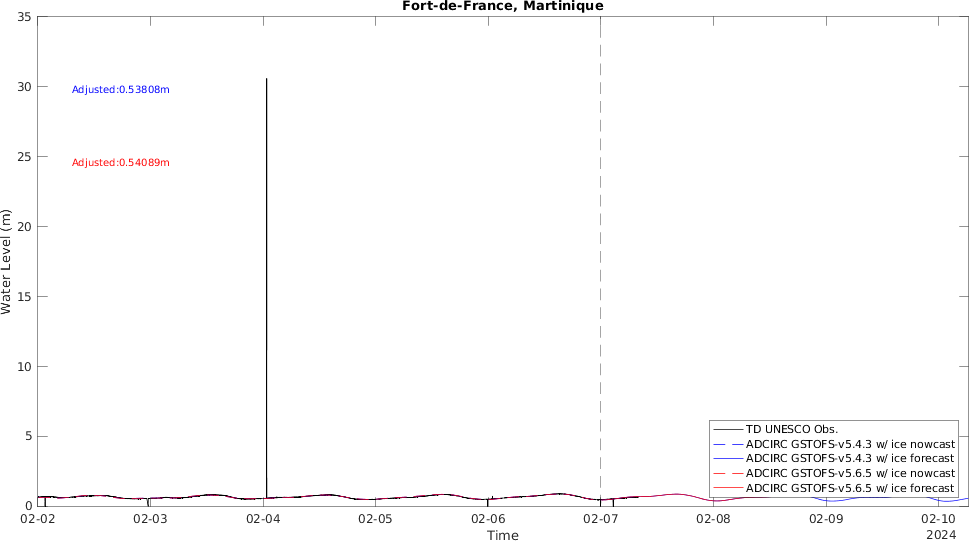 Fort-de-France, Martinique
35
30
25
20
15
10
5
0
Water Level (m)
Adjusted:0.53808m
Adjusted:0.54089m
TD UNESCO Obs.
ADCIRC GSTOFS-v5.4.3 w/ ice nowcast
ADCIRC GSTOFS-v5.4.3 w/ ice forecast
ADCIRC GSTOFS-v5.6.5 w/ ice nowcast
ADCIRC GSTOFS-v5.6.5 w/ ice forecast
02-02 02-03 02-04 02-05 02-06 02-07 02-08 02-09 02-10
2024
Time